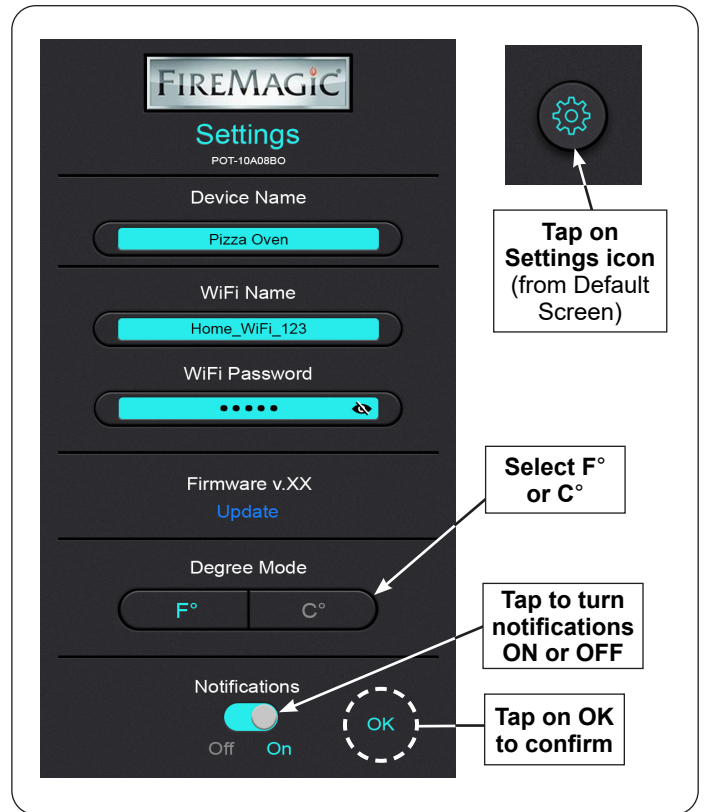 FIREMAGIC
Settings
POT-10A08BO
Device Name
Pizza Oven
WiFi Name
Home_WiFi_123
WiFi Password
•••••
Firmware v.XX
Update
Degree Mode
F° C°
Notifications
Off On
OK
Tap on
Settings icon
(from Default
Screen)
Select F°
or C°
Tap to turn
notifications
ON or OFF
Tap on OK
to confirm